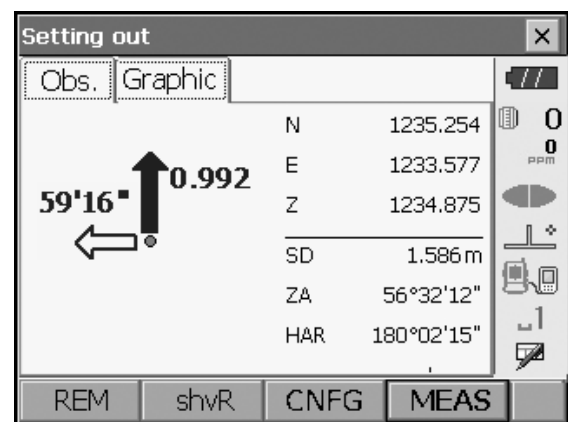 Setting out
Obs. Graphic
0
0
PPM
N 1235.254
E 1233.577
Z 1234.875
0.992
59'16"
SD 1.586m
ZA 56°32'12"
HAR 180°02'15"
1
REM shvR CNFG MEAS